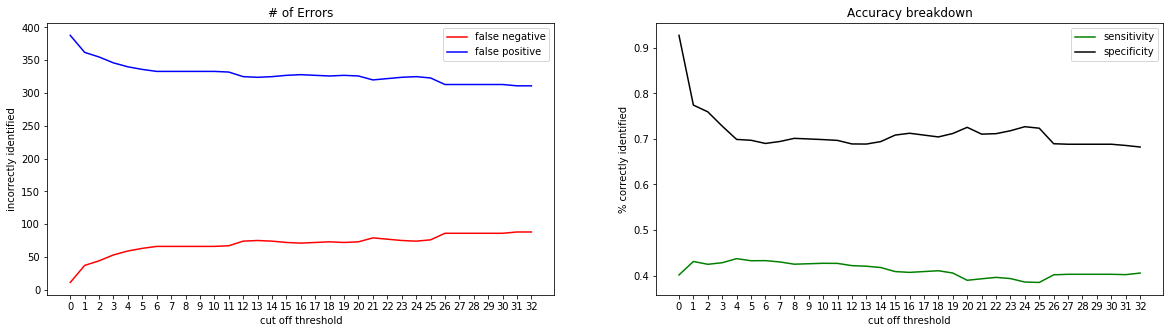 # of Errors
incorrectly identified
400
350
300
250
200
150
100
50
0
false negative
false positive
0 1 2 3 4 5 6 7 8 9 10 11 12 13 14 15 16 17 18 19 20 21 22 23 24 25 26 27 28 29 30 31 32
cut off threshold
Accuracy breakdown
% correctly identified
0.9
0.8
0.7
0.6
0.5
0.4
sensitivity
specificity
0 1 2 3 4 5 6 7 8 9 10 11 12 13 14 15 16 17 18 19 20 21 22 23 24 25 26 27 28 29 30 31 32
cut off threshold